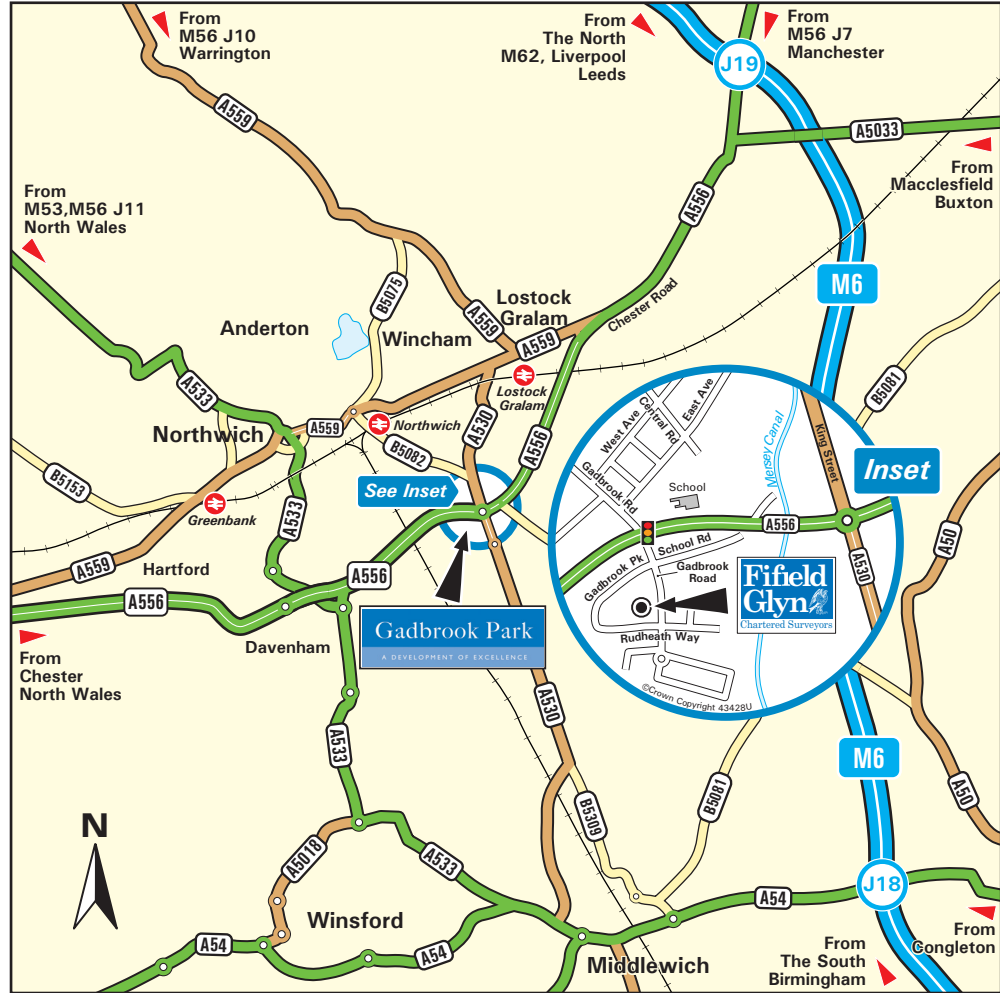 From
M56 J10
Warrington
From
The North
M62, Liverpool
Leeds
From
M56 J7
Manchester
J19
A559
A5033
From
Macclesfield
Buxton
From
M53,M56 J11
North Wales
A556
M6
B5075
Lostock
Gralam
Chester Road
Anderton
Wincham
A559
A559
Lostock
Gralam
B5081
A533
Northwich
A559
Northwich
A530
B5082
A556
B5153
See Inset
Greenbank
A533
A559
Hartford
A556
A556
Gadbrook Park
A DEVELOPMENT OF EXCELLENCE
Davenham
From
Chester
North Wales
West Ave
Central Rd
East Ave
Mersey Canal
King Street
Inset
Gadbrook Rd
School
A556
School Rd
Gadbrook Pk
Gadbrook
Road
Fifield
Glyn
Chartered Surveyors
A530
A50
Rudheath Way
©Crown Copyright 43428U
A530
A533
M6
A50
B5309
B5081
N
A5018
A533
J18
Winsford
A54
A54
A54
Middlewich
From
Congleton
From
The South
Birmingham